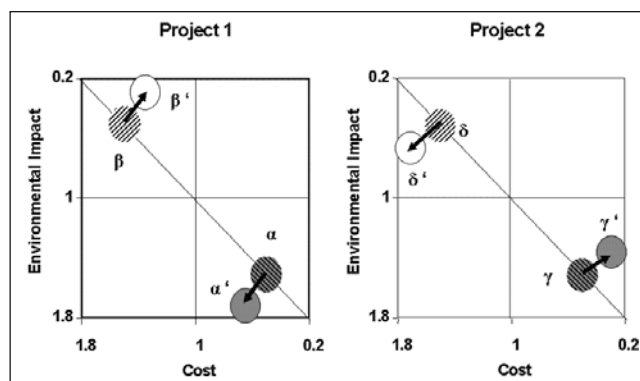 Project 1
Project 2
Environmental Impact
0.2
1
1.8
β ‘
β
α
α ‘
1.8
1
0.2
Cost
Environmental Impact
0.2
1
1.8
δ
δ ‘
γ ‘
γ
1.8
1
0.2
Cost